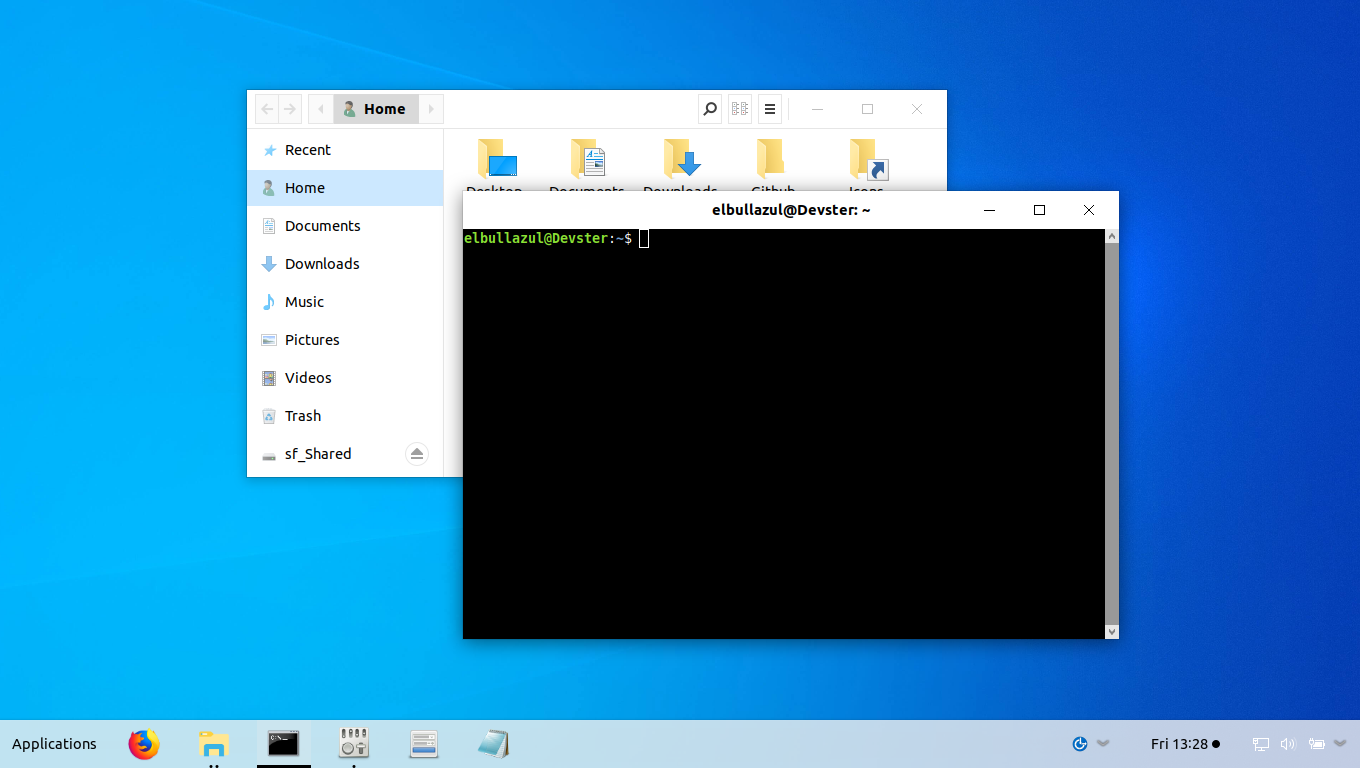 Home
Recent
Home
Documents
Downloads
Music
Pictures
Videos
Trash
sf_Shared
Desktop
Documents
Downloads
Github
Icons
elbullazul@Devster: ~
elbullazul@Devster:~$
Applications
Fri 13:28